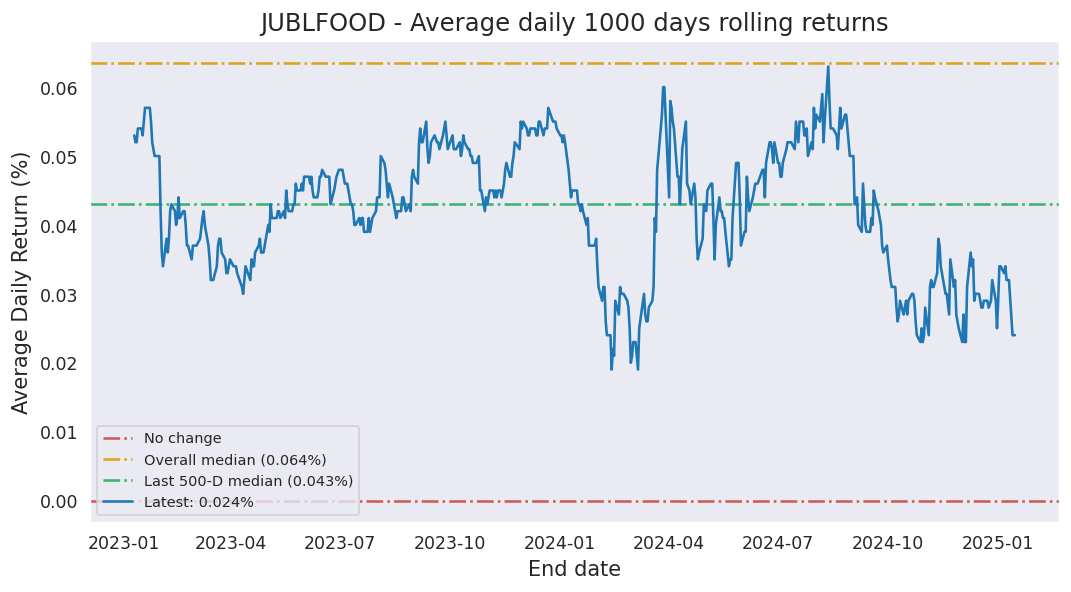 JUBLFOOD - Average daily 1000 days rolling returns
Average Daily Return (%)
0.06
0.05
0.04
0.03
0.02
0.01
0.00
No change
Overall median (0.064%)
Last 500-D median (0.043%)
Latest: 0.024%
2023-01 2023-04 2023-07 2023-10 2024-01 2024-04 2024-07 2024-10 2025-01
End date